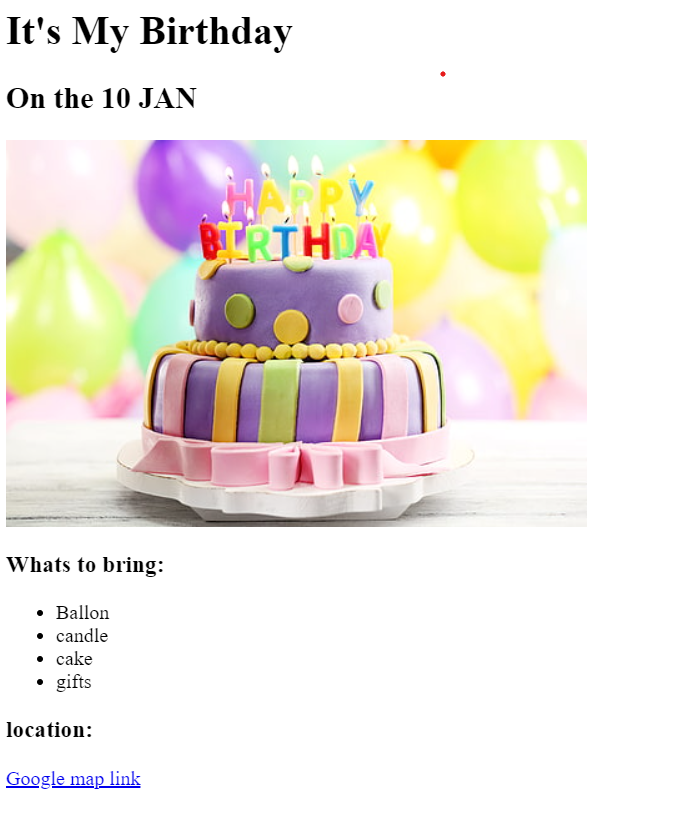 It's My Birthday
On the 10 JAN
HAPPY
BIRTHDAY
Whats to bring:
Ballon
candle
cake
gifts
location:
Google map link